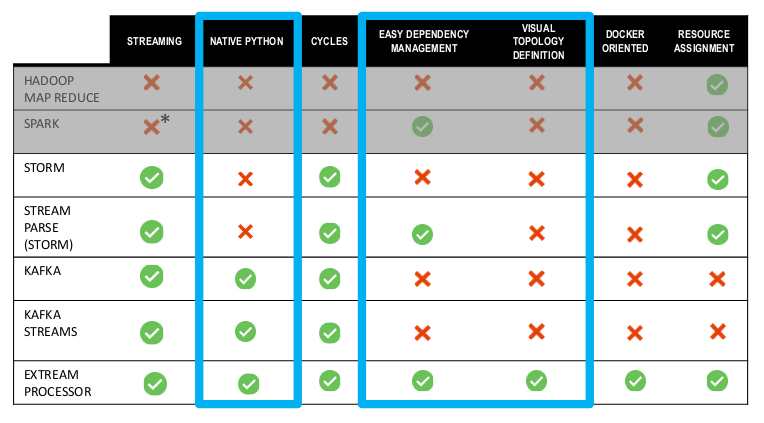 STREAMING
NATIVE PYTHON
CYCLES
EASY DEPENDENCY
MANAGEMENT
VISUAL
TOPOLOGY
DEFINITION
DOCKER
ORIENTED
RESOURCE
ASSIGNMENT
HADOOP
MAP REDUCE
SPARK
*
STORM
STREAM
PARSE
(STORM)
KAFKA
KAFKA
STREAMS
EXTREAM
PROCESSOR